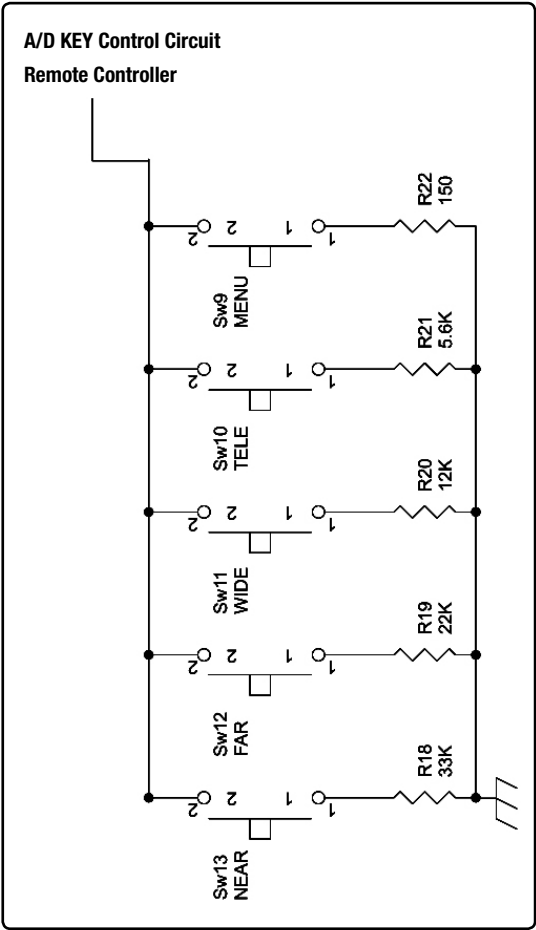 A/D KEY Control Circuit
Remote Controller
2
2
1
1
Sw9
MENU
R22
150
2
2
1
1
Sw10
TELE
R21
5.6K
2
2
1
1
Sw11
WIDE
R20
12K
2
2
1
1
Sw12
FAR
R19
22K
2
2
1
1
Sw13
NEAR
R18
33K